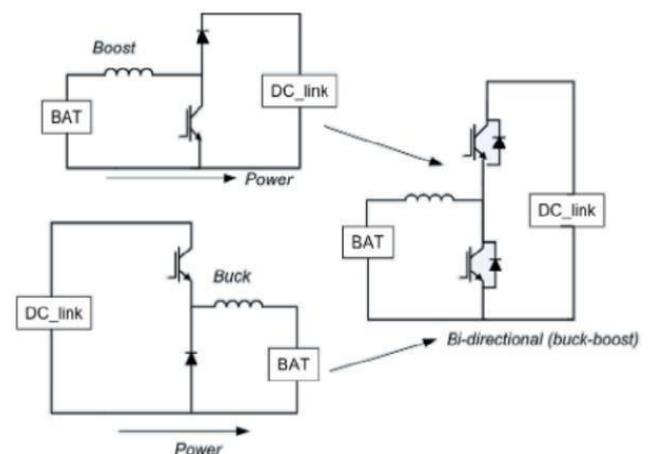 Boost
BAT
DC_link
Power
DC_link
Buck
BAT
Power
BAT
DC_link
Bi-directional (buck-boost)